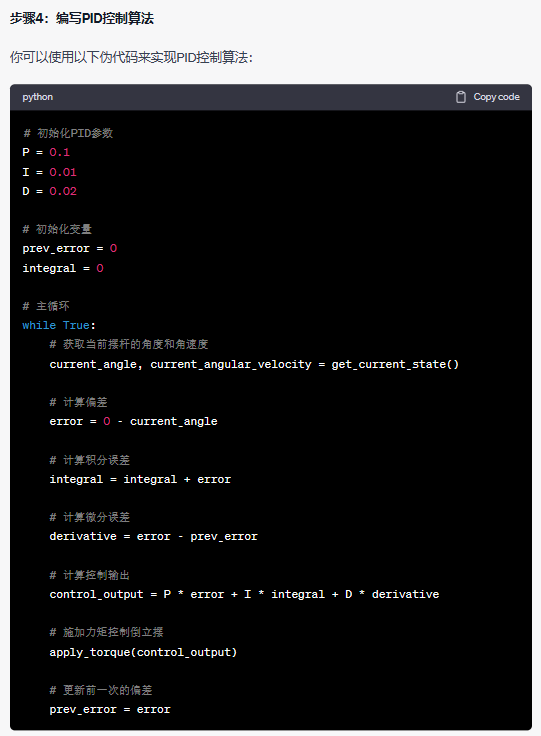 步骤4：编写PID控制算法
你可以使用以下伪代码来实现PID控制算法：
python
Copy code
# 初始化PID参数
P = 0.1
I = 0.01
D = 0.02
# 初始化变量
prev_error = 0
integral = 0
# 主循环
while True:
    # 获取当前摆杆的角度和角速度
    current_angle, current_angular_velocity = get_current_state()
    # 计算偏差
    error = 0 - current_angle
    # 计算积分误差
    integral = integral + error
    # 计算微分误差
    derivative = error - prev_error
    # 计算控制输出
    control_output = P * error + I * integral + D * derivative
    # 施加力矩控制倒立摆
    apply_torque(control_output)
    # 更新前一次的偏差
    prev_error = error